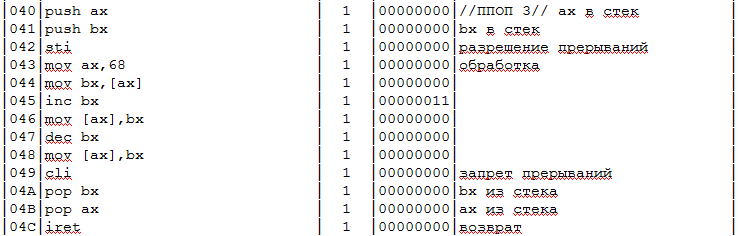 |040|push ax | 1 |00000000|//ППОП 3// ax в стек
|041|push bx | 1 |00000000|bx в стек
|042|sti | 1 |00000000|разрешение прерываний
|043|mov ax,68 | 1 |00000000|обработка
|044|mov bx,[ax] | 1 |00000000|
|045|inc bx | 1 |00000011|
|046|mov [ax],bx | 1 |00000000|
|047|dec bx | 1 |00000000|
|048|mov [ax],bx | 1 |00000000|
|049|cli | 1 |00000000|запрет прерываний
|04A|pop bx | 1 |00000000|bx из стека
|04B|pop ax | 1 |00000000|ax из стека
|04C|iret | 1 |00000000|возврат